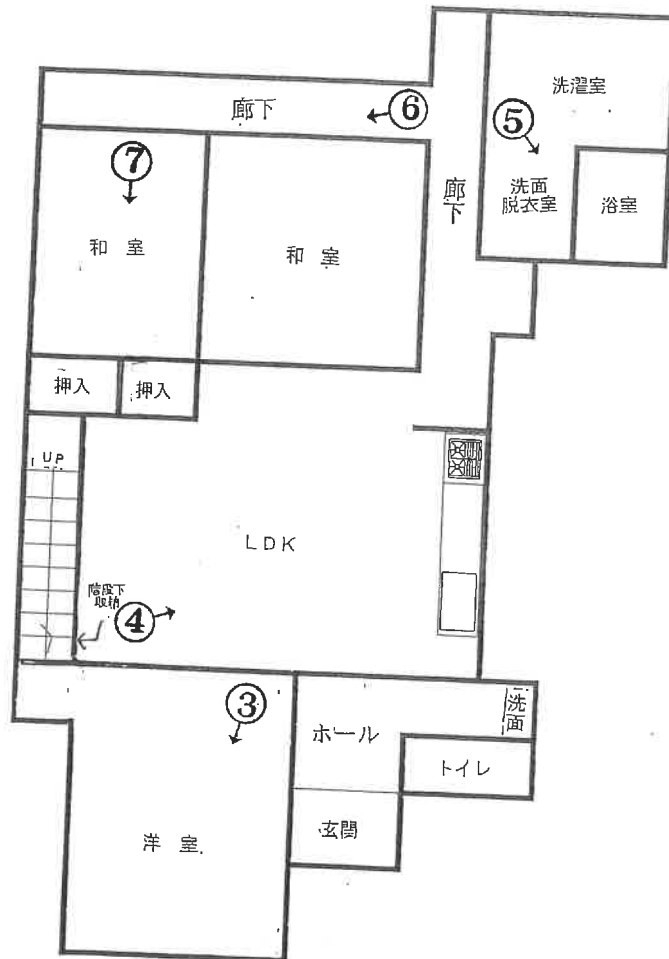 洗濯室
廊下
⑥
⑤
⑦
廊下
洗面
脱衣室
浴室
和 室
和 室
押入
押入
UP
LDK
階段下
収納
④
③
洗面
ホール
トイレ
玄関
洋 室